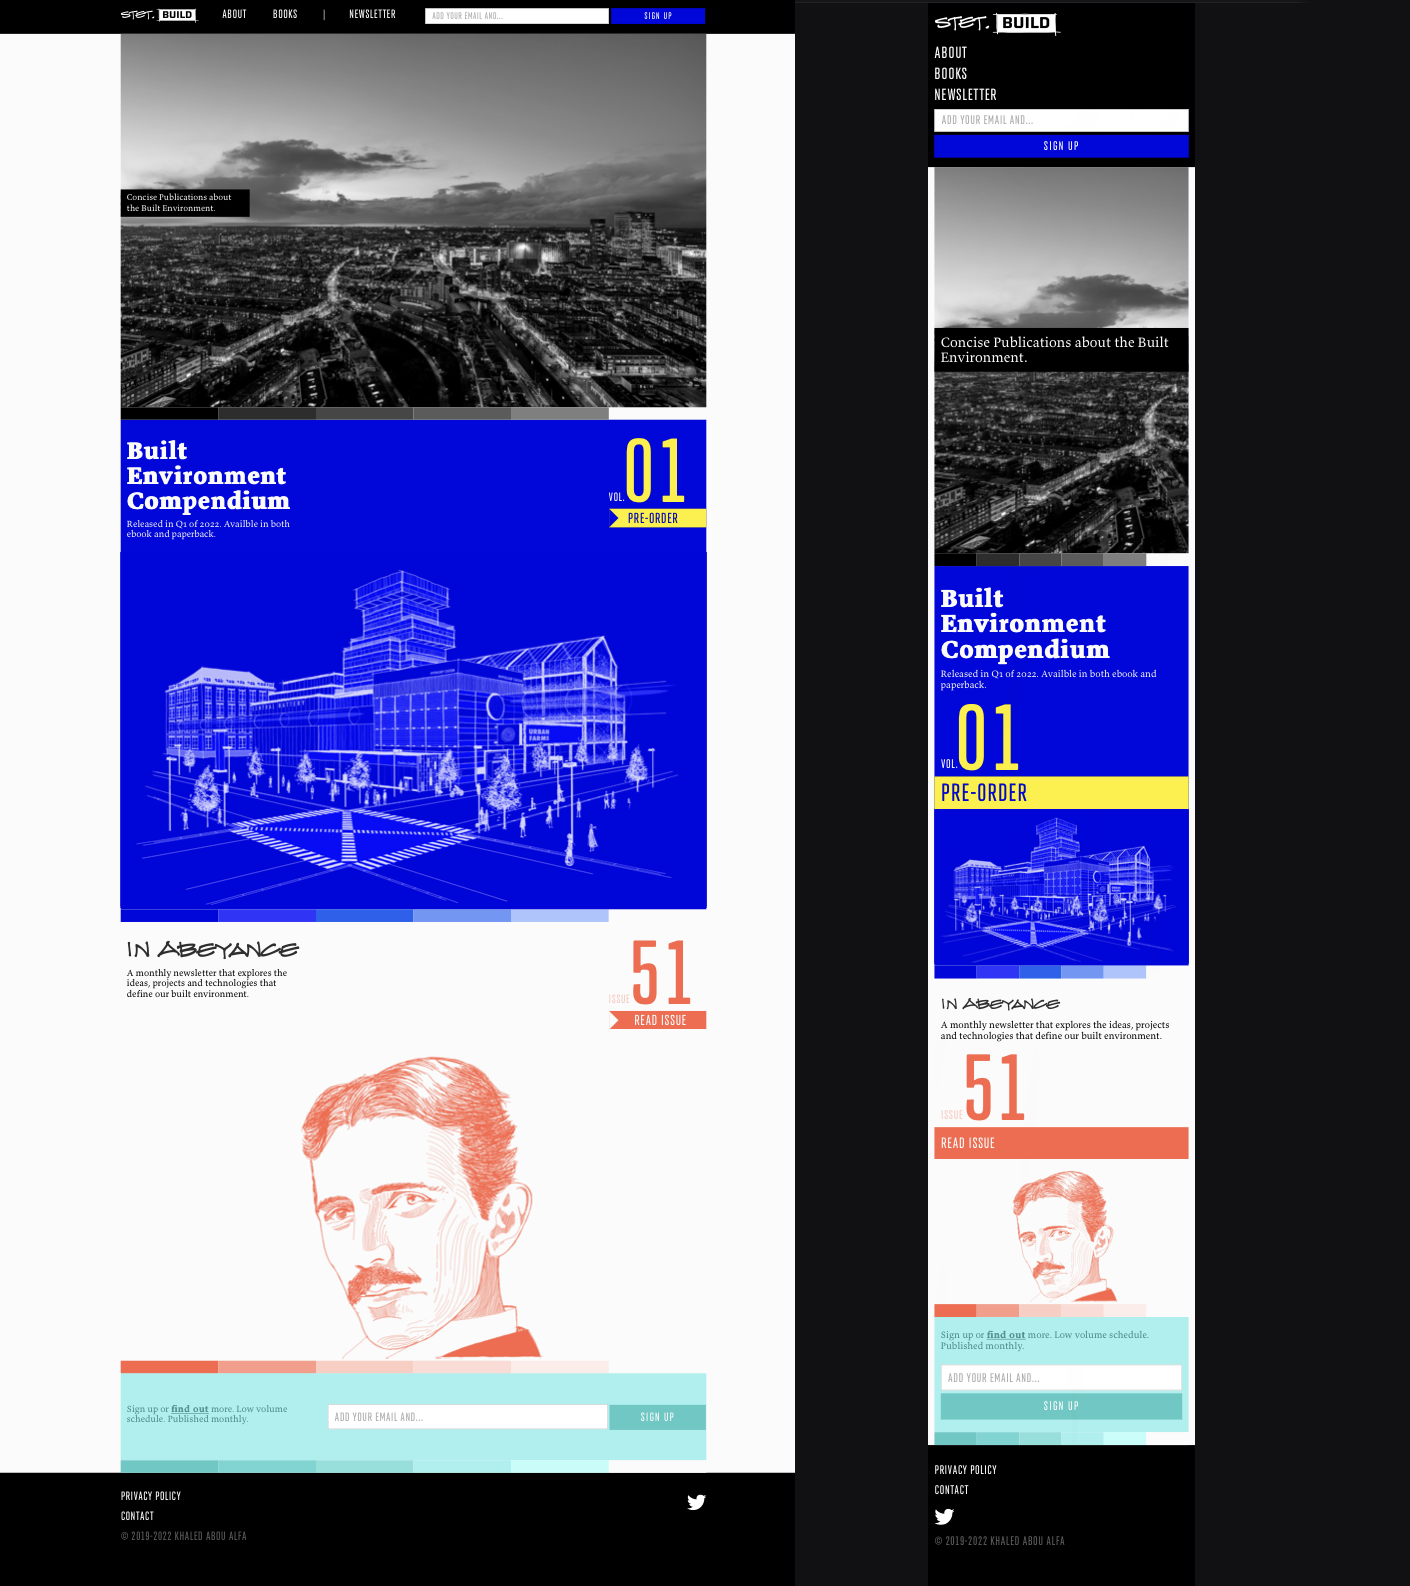 STET. BUILD
ABOUT
BOOKS
|
NEWSLETTER
ADD YOUR EMAIL AND...
SIGN UP
Concise Publications about
the Built Environment.
Built
Environment
Compendium
Released in Q1 of 2022. Availble in both
ebook and paperback.
VOL. 01
PRE-ORDER
URBAN
FARMS
IN ABEYANCE
A monthly newsletter that explores the
ideas, projects and technologies that
define our built environment.
ISSUE 51
READ ISSUE
Sign up or find out more. Low volume
schedule. Published monthly.
ADD YOUR EMAIL AND...
SIGN UP
PRIVACY POLICY
CONTACT
© 2019-2022 KHALED ABOU ALFA
STET. BUILD
ABOUT
BOOKS
NEWSLETTER
ADD YOUR EMAIL AND...
SIGN UP
Concise Publications about the Built
Environment.
Built
Environment
Compendium
Released in Q1 of 2022. Availble in both ebook and
paperback.
VOL. 01
PRE-ORDER
IN ABEYANCE
A monthly newsletter that explores the ideas, projects
and technologies that define our built environment.
ISSUE 51
READ ISSUE
Sign up or find out more. Low volume schedule.
Published monthly.
ADD YOUR EMAIL AND...
SIGN UP
PRIVACY POLICY
CONTACT
© 2019-2022 KHALED ABOU ALFA